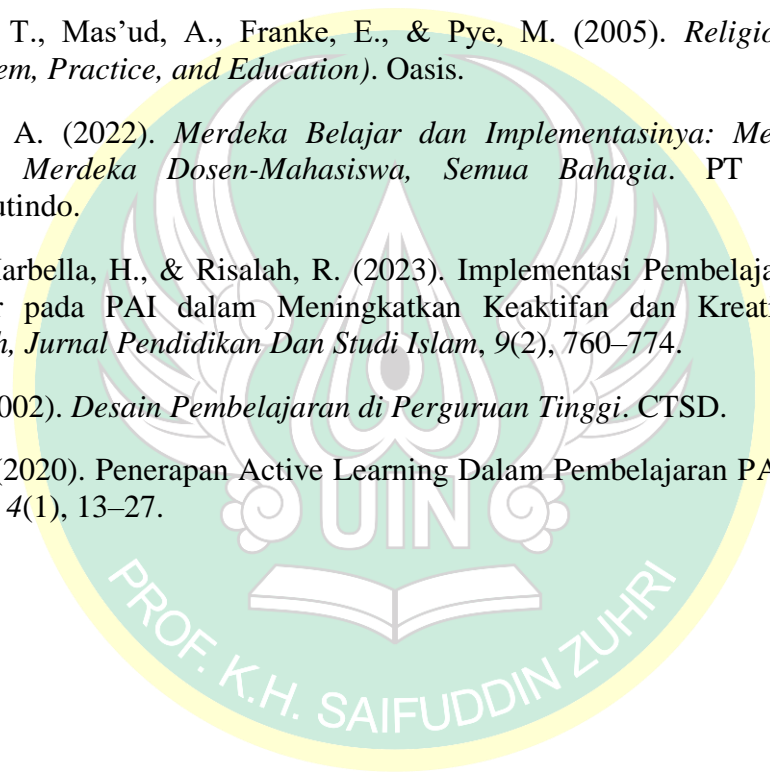 T., Mas’ud, A., Franke, E., & Pye, M. (2005). Religio
em, Practice, and Education). Oasis.
A. (2022). Merdeka Belajar dan Implementasinya: Me
Merdeka Dosen-Mahasiswa, Semua Bahagia. PT
utindo.
arbella, H., & Risalah, R. (2023). Implementasi Pembelaja
r pada PAI dalam Meningkatkan Keaktifan dan Kreat
h, Jurnal Pendidikan Dan Studi Islam, 9(2), 760–774.
002). Desain Pembelajaran di Perguruan Tinggi. CTSD.
(2020). Penerapan Active Learning Dalam Pembelajaran PA
4(1), 13–27.
UIN
PROF. K.H. SAIFUDDIN ZUHRI